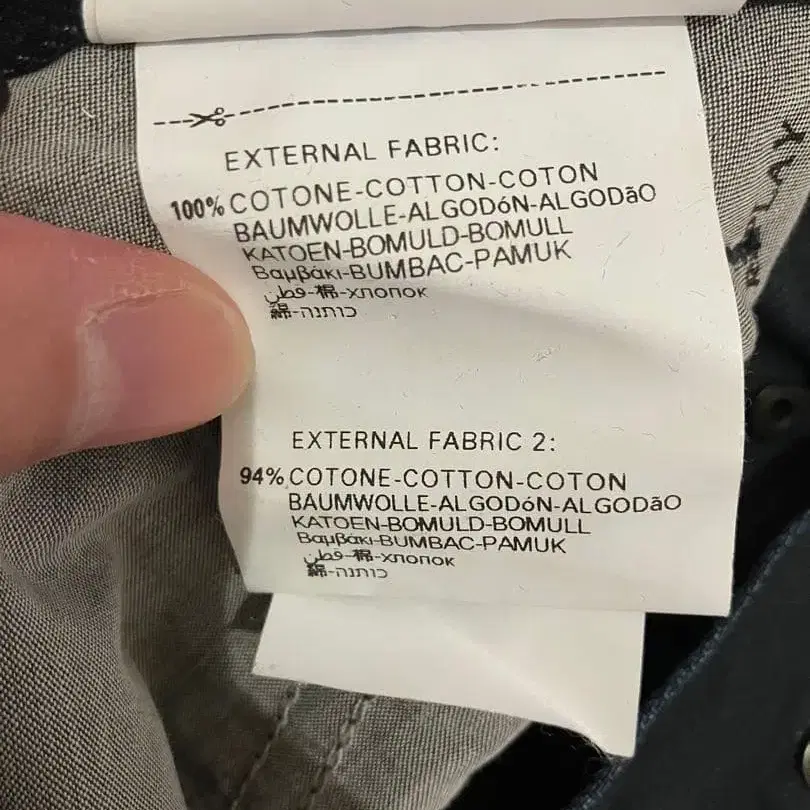 EXTERNAL FABRIC:
100% COTONE-COTTON-COTON
BAUMWOLLE-ALGODóN-ALGODãO
KATOEN-BOMULD-BOMULL
Βαμβάκι-BUMBAC-PAMUK
قطن-棉-хлопок
綿-כותנה
REPLAY
EXTERNAL FABRIC 2:
94% COTONE-COTTON-COTON
BAUMWOLLE-ALGODóN-ALGODãO
KATOEN-BOMULD-BOMULL
Βαμβάκι-BUMBAC-PAMUK
قطن-棉-хлопок
綿-כותנה